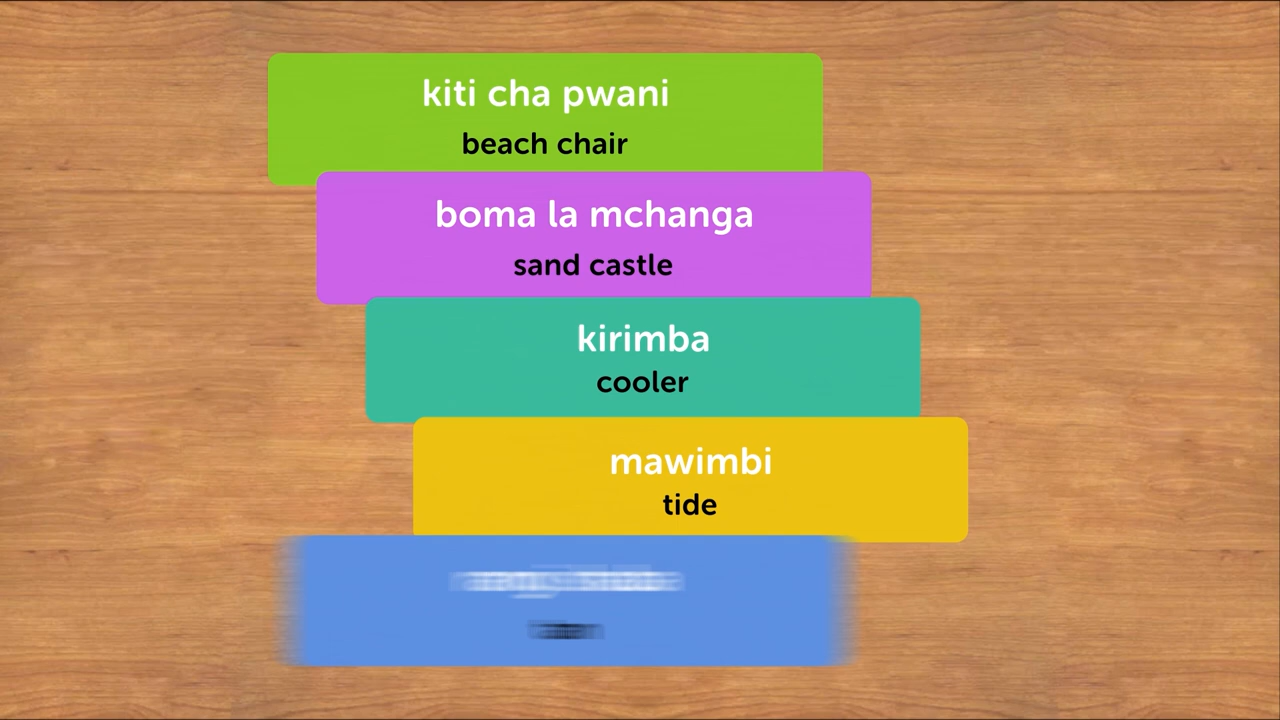 kiti cha pwani
beach chair
boma la mchanga
sand castle
kirimba
cooler
mawimbi
tide